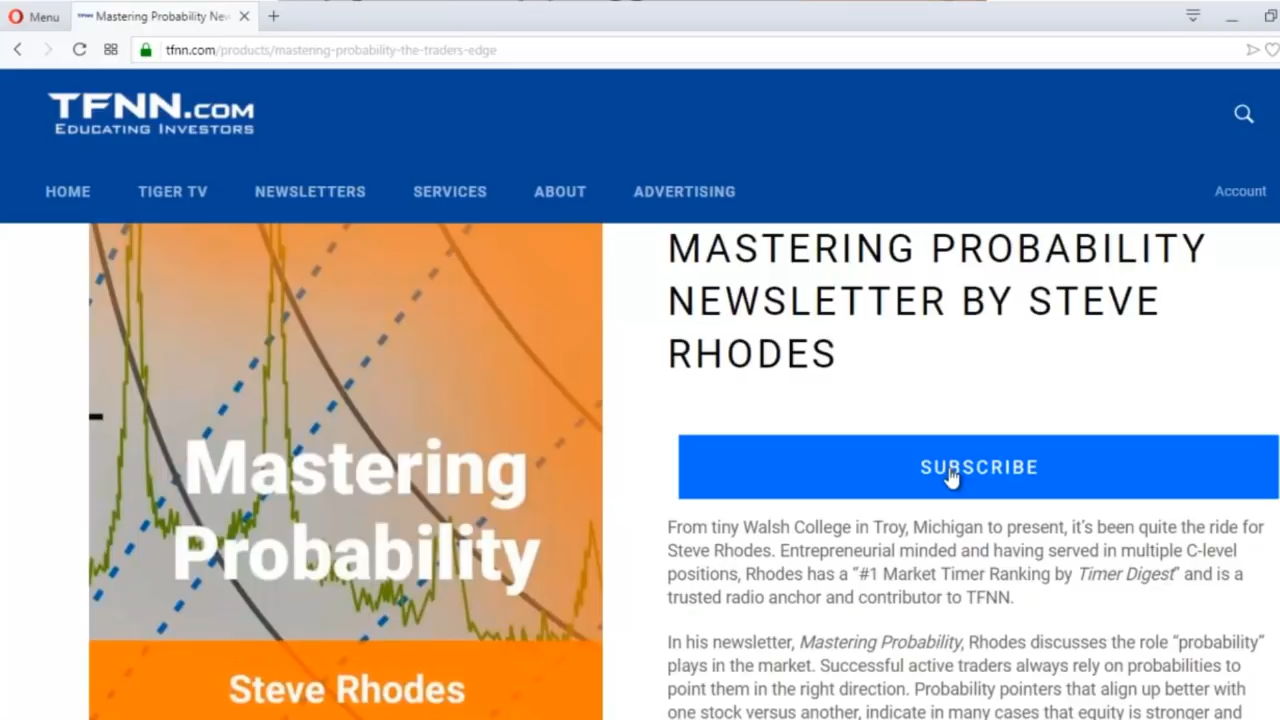 Menu
Mastering Probability Nev
tfnn.com/products/mastering-probability-the-traders-edge
TFNN.COM
EDUCATING INVESTORS
HOME TIGER TV NEWSLETTERS SERVICES ABOUT ADVERTISING Account
MASTERING PROBABILITY
NEWSLETTER BY STEVE
RHODES
Mastering
Probability
Steve Rhodes
SUBSCRIBE
From tiny Walsh College in Troy, Michigan to present, it's been quite the ride for
Steve Rhodes. Entrepreneurial minded and having served in multiple C-level
positions, Rhodes has a "#1 Market Timer Ranking by Timer Digest" and is a
trusted radio anchor and contributor to TFNN.
In his newsletter, Mastering Probability, Rhodes discusses the role "probability"
plays in the market. Successful active traders always rely on probabilities to
point them in the right direction. Probability pointers that align up better with
one stock versus another, indicate in many cases that equity is stronger and